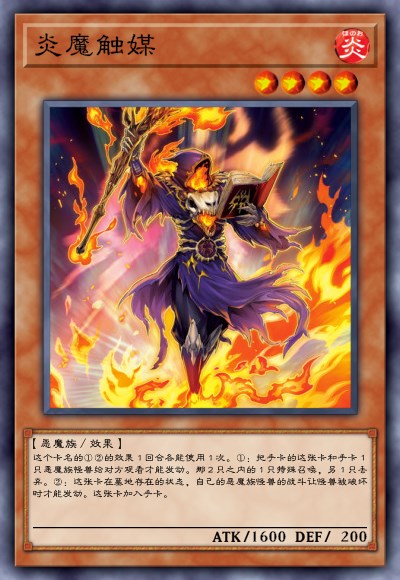 炎魔触媒
ほのお
炎
【恶魔族／效果】
这个卡名的①②的效果1回合各能使用1次。①：把手卡的这张卡和手卡1
只恶魔族怪兽给对方观看才能发动。那2只之内的1只特殊召唤，另1只丢
弃。②：这张卡在墓地存在的状态，自己的恶魔族怪兽的战斗让怪兽被破坏
时才能发动。这张卡加入手卡。
ATK/1600 DEF/ 200